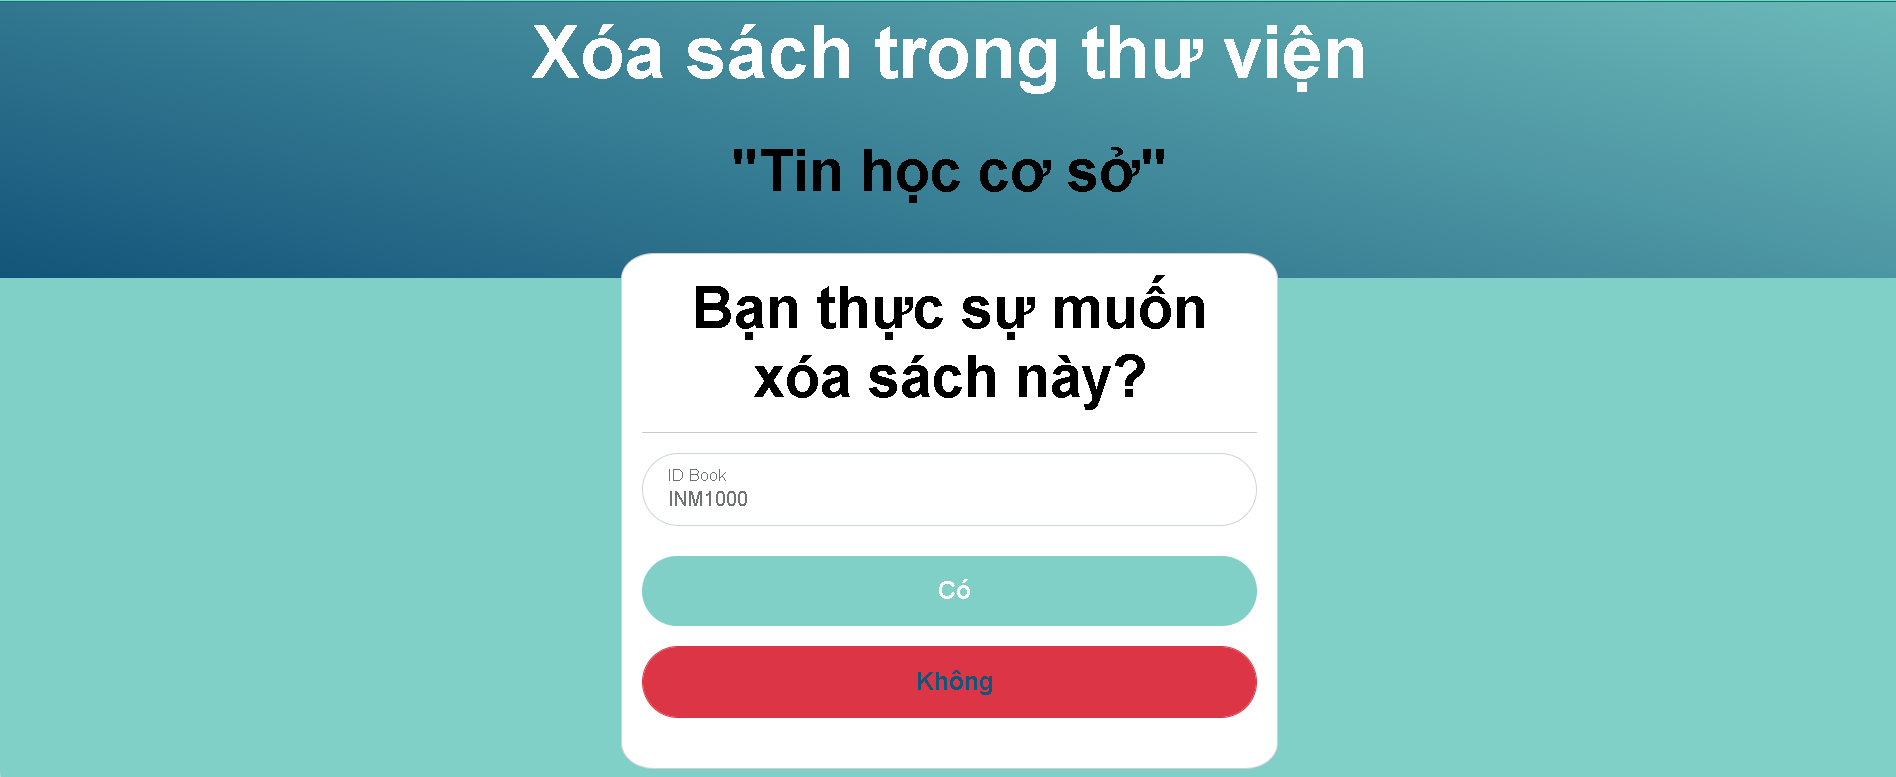 Xóa sách trong thư viện
"Tin học cơ sở"
Bạn thực sự muốn
xóa sách này?
ID Book
INM1000
Có
Không